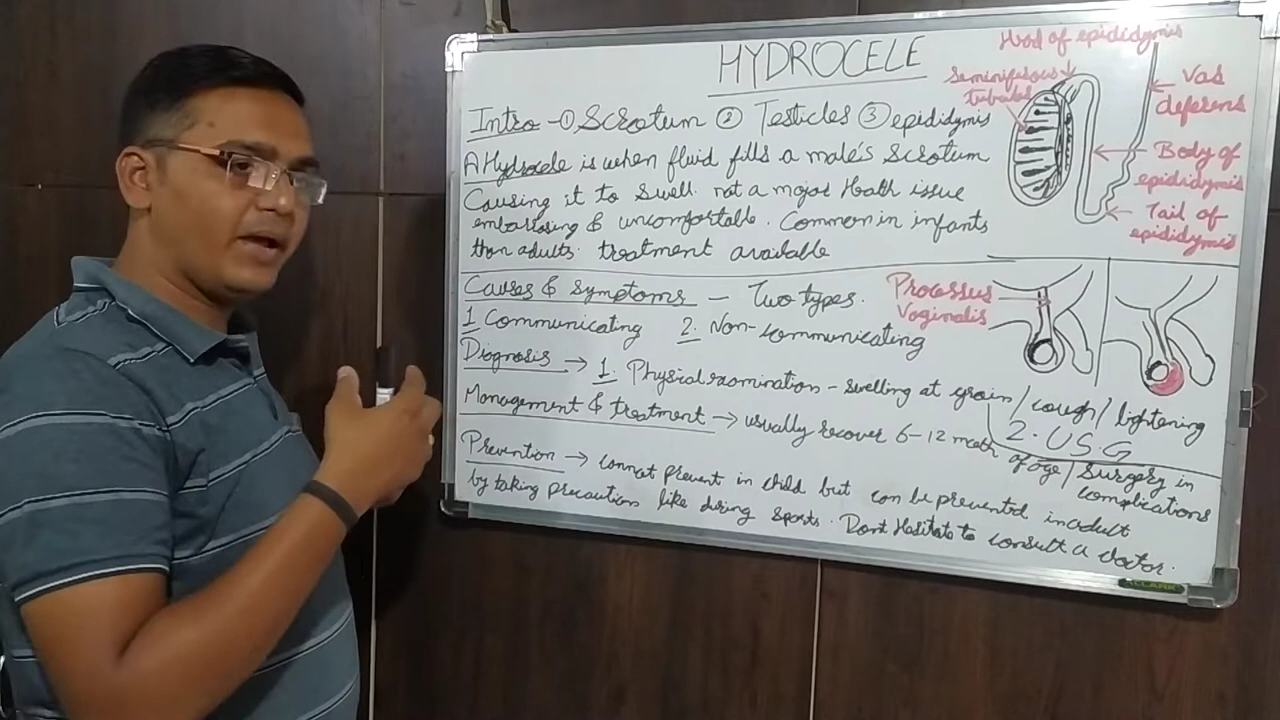 HYDROCELE
Intro - ① Scrotum ② Testicles ③ epididymis
A Hydrocele is when fluid fills a male's Scrotum
Causing it to Swell. not a major Health issue
embarrasing & uncomfortable. Common in infants
than adults. treatment available
Head of epididymis
Seminiferous
tubules
Vas
deferens
Body of
epididymis
Tail of
epididymis
Causes & Symptoms - Two types.
1 Communicating 2. Non-communicating
Processus
Vaginalis
Diagnosis → 1. Physical examination - swelling at groin / cough / lightening
2. USG
Management & treatment → usually recover 6-12 month of age / Surgery in
complications
Prevention → cannot prevent in child but can be prevented in adult
by taking precautions like during sports. Dont Hasitate to consult a doctor.